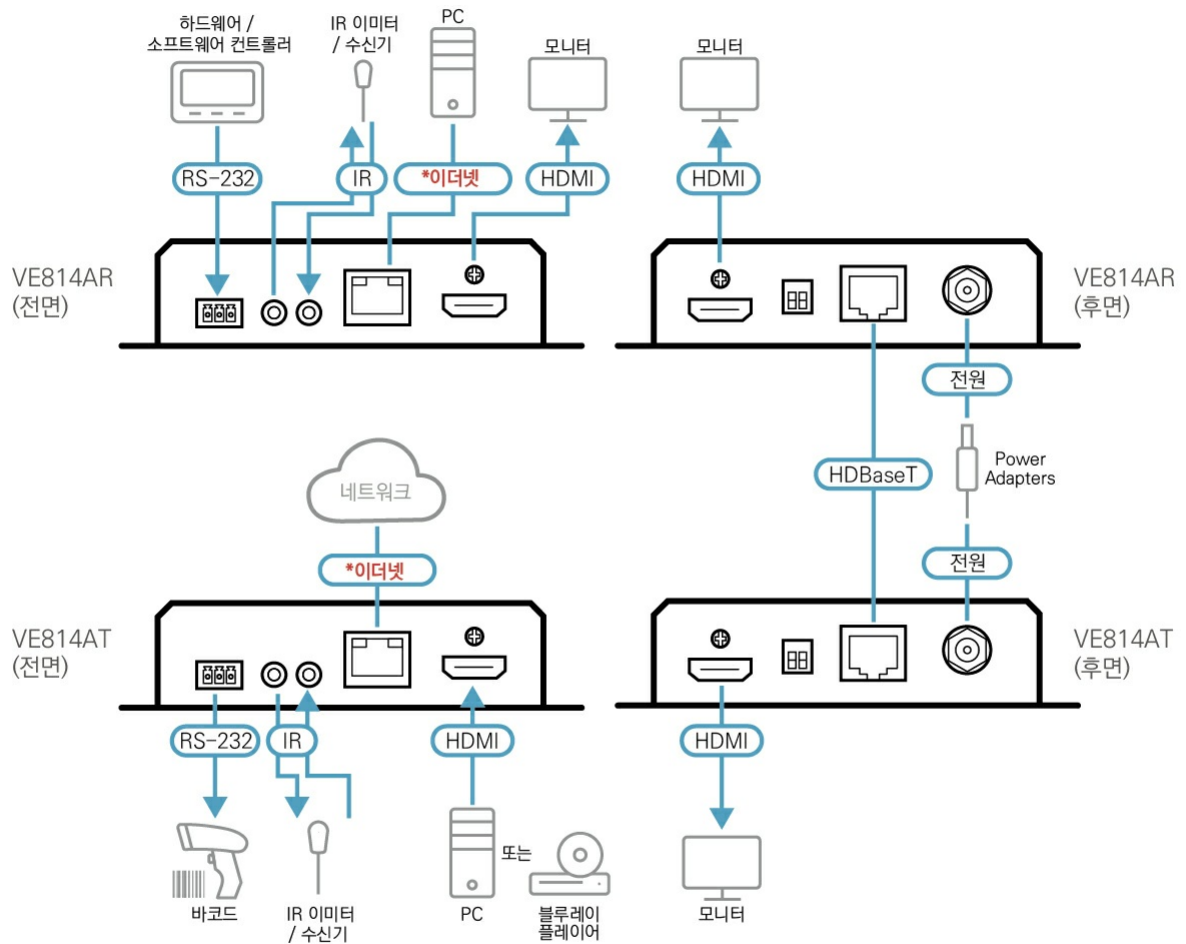 하드웨어 /
소프트웨어 컨트롤러
IR 이미터
/ 수신기
PC
모니터
모니터
RS-232
IR
*이더넷
HDMI
HDMI
VE814AR
(전면)
VE814AR
(후면)
전원
네트워크
HDBaseT
Power
Adapters
*이더넷
전원
VE814AT
(전면)
VE814AT
(후면)
RS-232
IR
HDMI
HDMI
또는
바코드
IR 이미터
/ 수신기
PC
블루레이
플레이어
모니터